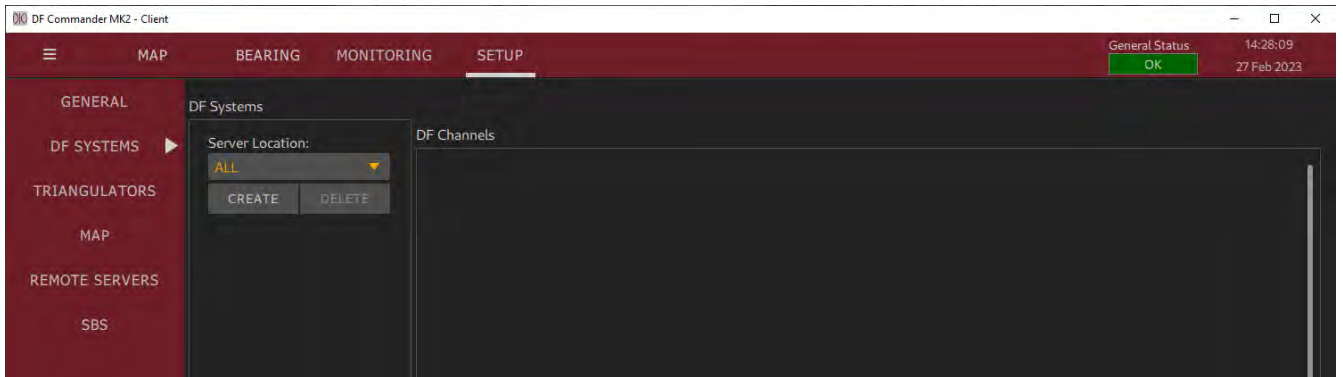 DF Commander MK2 - Client
MAP BEARING MONITORING SETUP
General Status
OK
14:28:09
27 Feb 2023
GENERAL
DF SYSTEMS
TRIANGULATORS
MAP
REMOTE SERVERS
SBS
DF Systems
Server Location:
ALL
CREATE DELETE
DF Channels